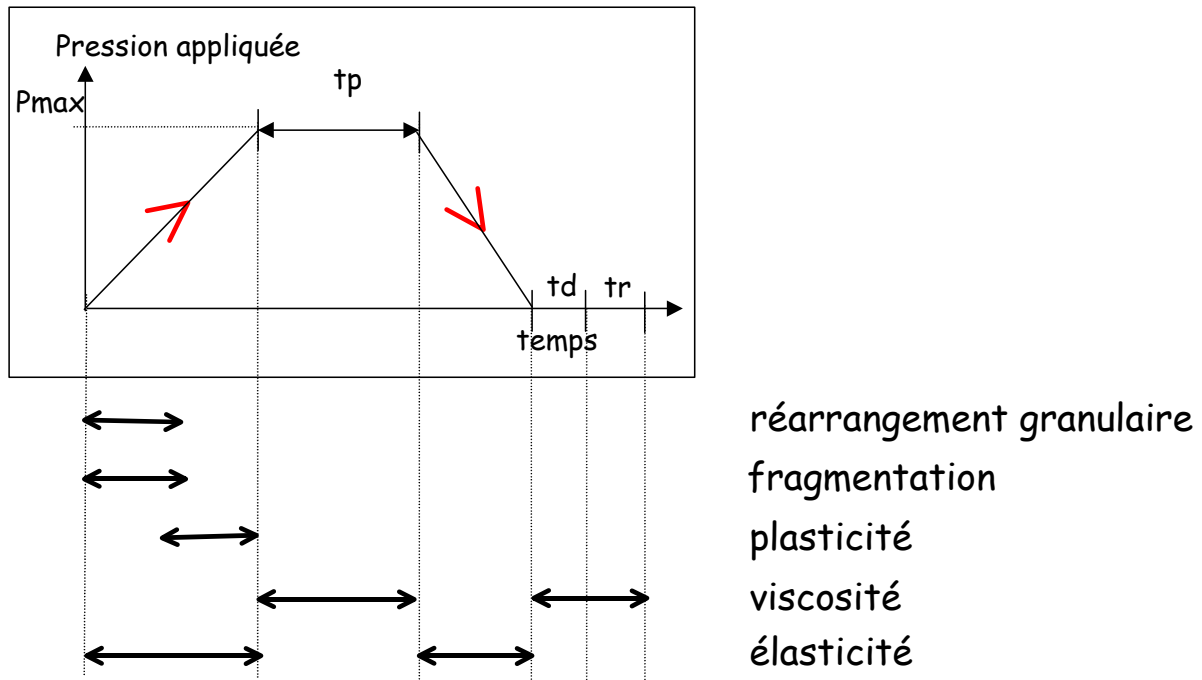 Pression appliquée
tp
Pmax
td
tr
temps
réarrangement granulaire
fragmentation
plasticité
viscosité
élasticité